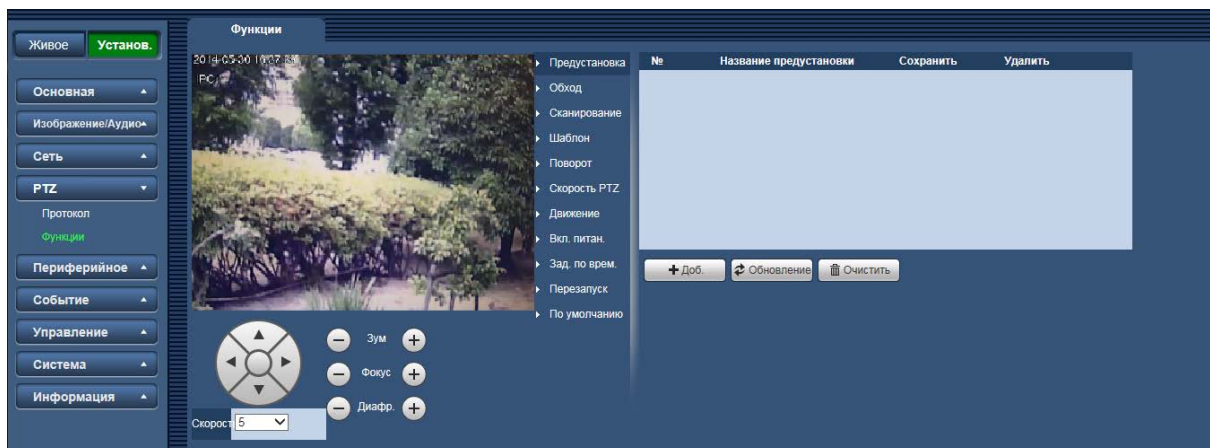 Функции
Живое Установ.
Основная
Изображение/Аудио
Сеть
PTZ
Протокол
Функции
Периферийное
Событие
Управление
Система
Информация
Предустановка
Обход
Сканирование
Шаблон
Поворот
Скорость PTZ
Движение
Вкл. питан.
Зад. по врем.
Перезапуск
По умолчанию
Зум
Фокус
Диафр.
Скорост 5
№ Название предустановки Сохранить Удалить
Доб. Обновление Очистить